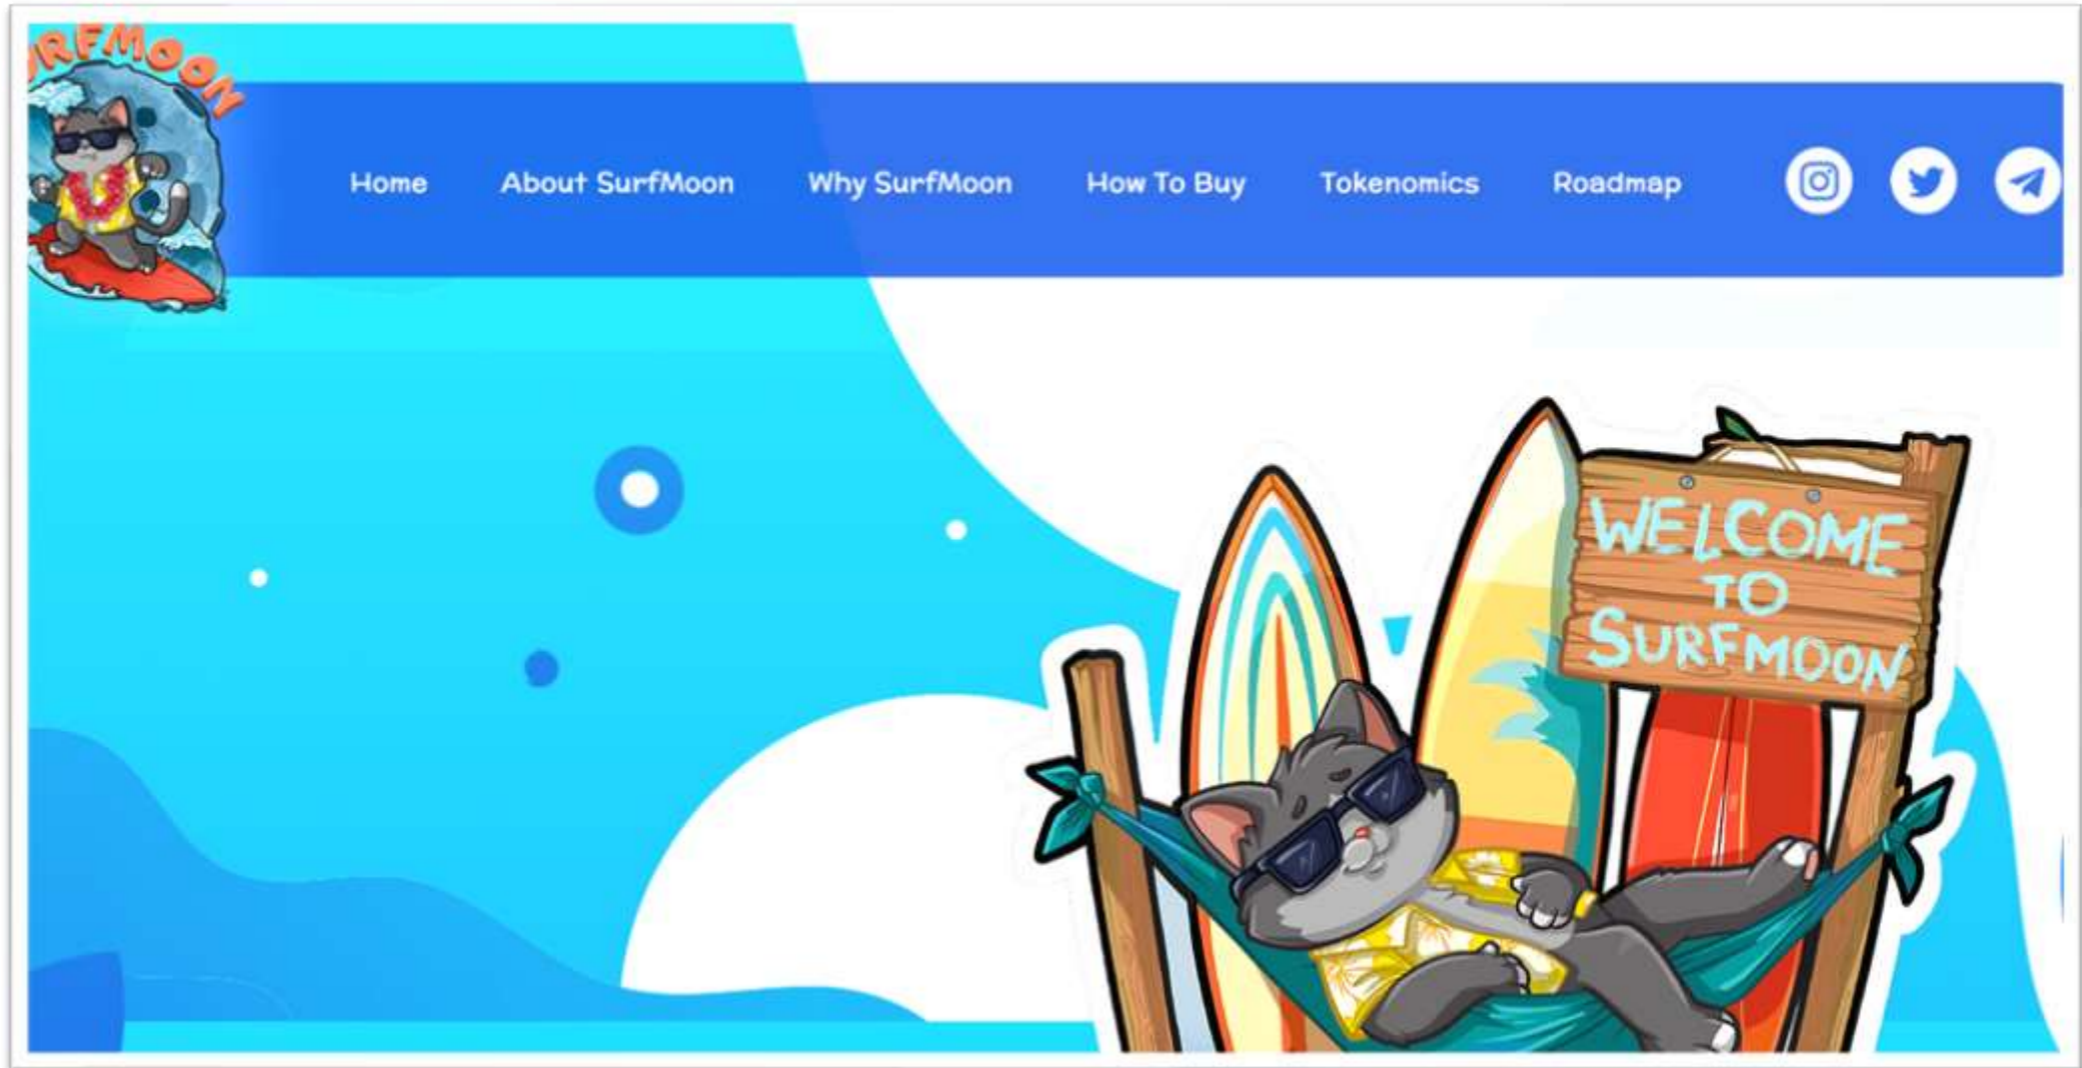 Home
About SurfMoon
Why SurfMoon
How To Buy
Tokenomics
Roadmap
WELCOME
TO
SURFMOON